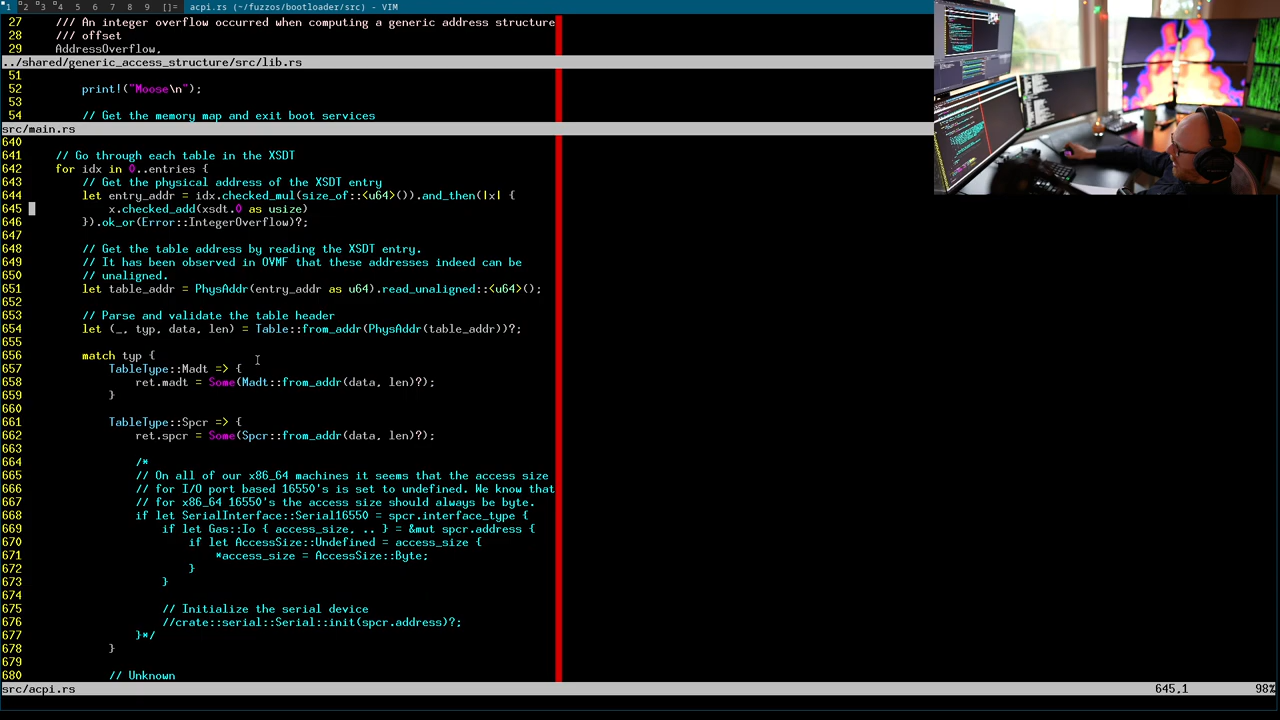 1 2 3 4 5 6 7 8 9 []= acpi.rs (~/fuzzos/bootloader/src) - VIM
27 /// An integer overflow occurred when computing a generic address structure
28 /// offset
29 AddressOverflow,
../shared/generic_access_structure/src/lib.rs
51
52 print!("Moose\n");
53
54 // Get the memory map and exit boot services
src/main.rs
640
641 // Go through each table in the XSDT
642 for idx in 0..entries {
643 // Get the physical address of the XSDT entry
644 let entry_addr = idx.checked_mul(size_of::<u64>()).and_then(|x| {
645 x.checked_add(xsdt.0 as usize)
646 }).ok_or(Error::IntegerOverflow)?;
647
648 // Get the table address by reading the XSDT entry.
649 // It has been observed in OVMF that these addresses indeed can be
650 // unaligned.
651 let table_addr = PhysAddr(entry_addr as u64).read_unaligned::<u64>();
652
653 // Parse and validate the table header
654 let (_, typ, data, len) = Table::from_addr(PhysAddr(table_addr))?;
655
656 match typ {
657 TableType::Madt => {
658 ret.madt = Some(Madt::from_addr(data, len)?);
659 }
660
661 TableType::Spcr => {
662 ret.spcr = Some(Spcr::from_addr(data, len)?);
663
664 /*
665 // On all of our x86_64 machines it seems that the access size
666 // for I/O port based 16550's is set to undefined. We know that
667 // for x86_64 16550's the access size should always be byte.
668 if let SerialInterface::Serial16550 = spcr.interface_type {
669 if let Gas::Io { access_size, .. } = &mut spcr.address {
670 if let AccessSize::Undefined = access_size {
671 *access_size = AccessSize::Byte;
672 }
673 }
674
675 // Initialize the serial device
676 //crate::serial::Serial::init(spcr.address)?;
677 }*/
678 }
679
680 // Unknown
src/acpi.rs 645,1 98%